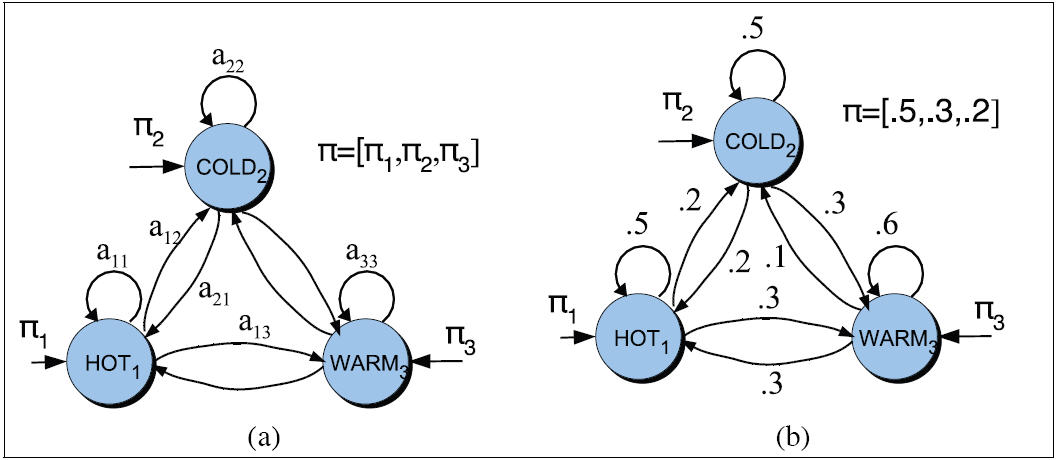 a22
π2
COLD2
π=[π1,π2,π3]
a12
a11
a21
a33
a13
π1
HOT1
WARM3
π3
(a)
.5
π2
COLD2
π=[.5,.3,.2]
.2
.3
.5
.2
.1
.6
.3
π1
HOT1
WARM3
π3
.3
(b)